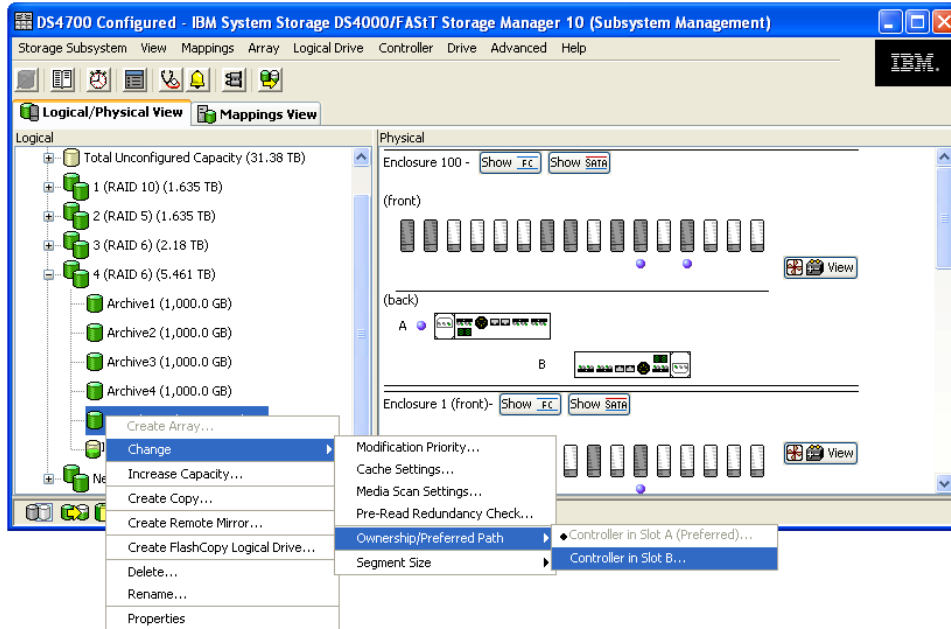 DS4700 Configured - IBM System Storage DS4000/FAStT Storage Manager 10 (Subsystem Management)
Storage Subsystem View Mappings Array Logical Drive Controller Drive Advanced Help
IBM.
Logical/Physical View Mappings View
Logical
Total Unconfigured Capacity (31.38 TB)
1 (RAID 10) (1.635 TB)
2 (RAID 5) (1.635 TB)
3 (RAID 6) (2.18 TB)
4 (RAID 6) (5.461 TB)
Archive1 (1,000.0 GB)
Archive2 (1,000.0 GB)
Archive3 (1,000.0 GB)
Archive4 (1,000.0 GB)
Ne
Physical
Enclosure 100 - Show FC Show SATA
(front)
View
(back)
A
B
Enclosure 1 (front)- Show FC Show SATA
View
Create Array...
Change
Increase Capacity...
Create Copy...
Create Remote Mirror...
Create FlashCopy Logical Drive...
Delete...
Rename...
Properties
Modification Priority...
Cache Settings...
Media Scan Settings...
Pre-Read Redundancy Check...
Ownership/Preferred Path
Segment Size
Controller in Slot A (Preferred)...
Controller in Slot B...